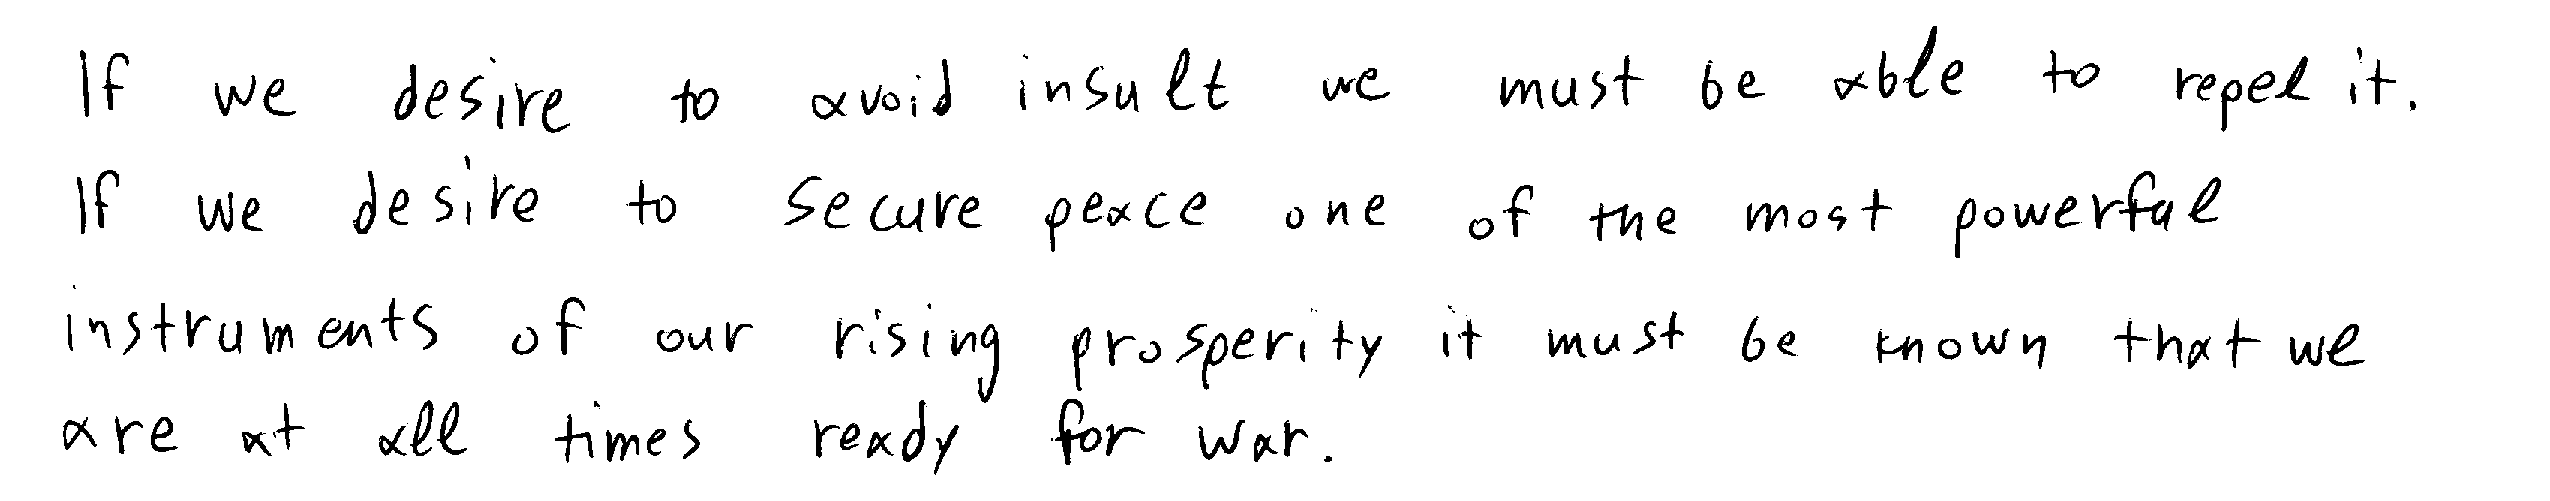 If we desire to avoid insult we must be able to repel it.
If we desire to secure peace one of the most powerful
instruments of our rising prosperity it must be known that we
are at all times ready for war.